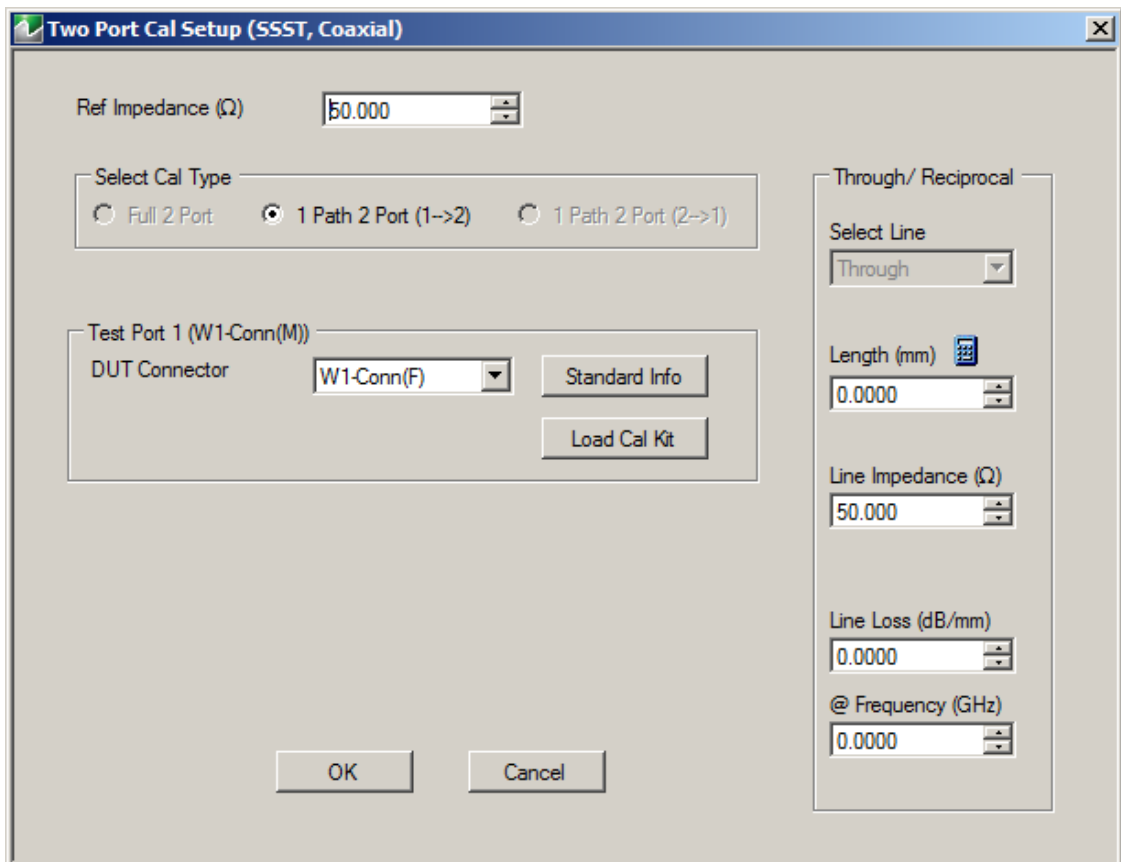 Two Port Cal Setup (SSST, Coaxial)
Ref Impedance (Ω)
50.000
Select Cal Type
Full 2 Port
1 Path 2 Port (1-->2)
1 Path 2 Port (2-->1)
Test Port 1 (W1-Conn(M))
DUT Connector
W1-Conn(F)
Standard Info
Load Cal Kit
Through/ Reciprocal
Select Line
Through
Length (mm)
0.0000
Line Impedance (Ω)
50.000
Line Loss (dB/mm)
0.0000
@ Frequency (GHz)
0.0000
OK
Cancel